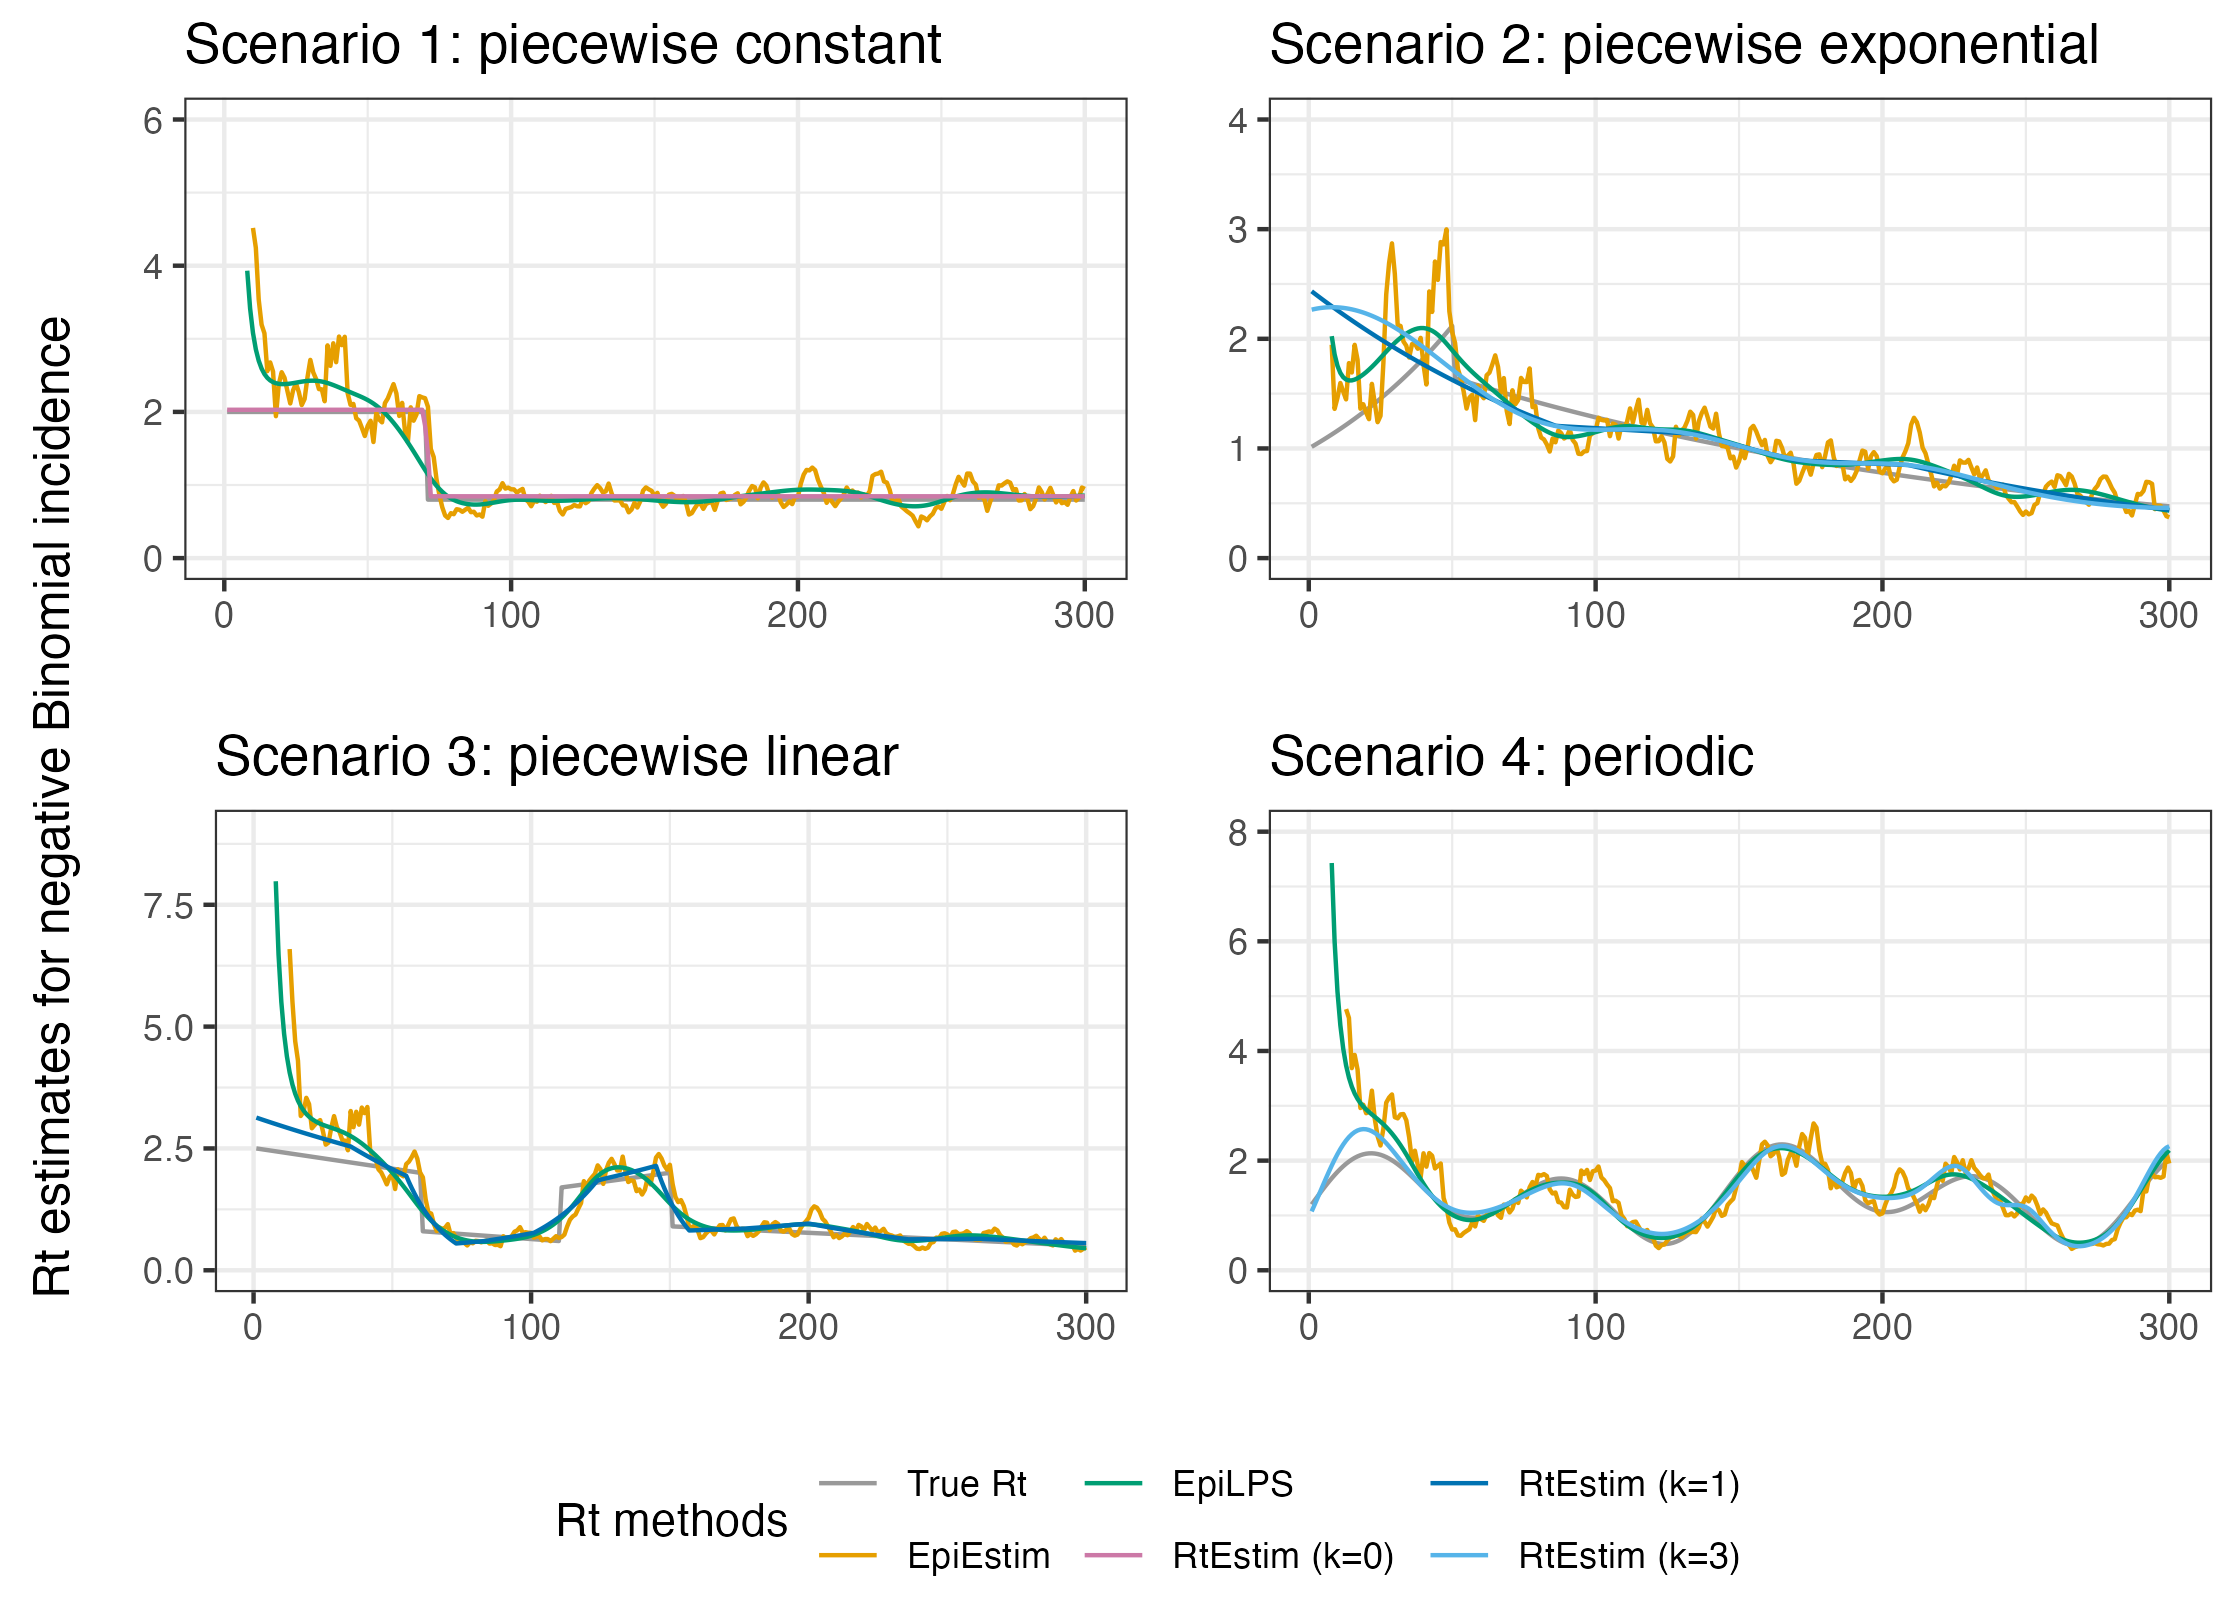 Rt estimates for negative Binomial incidence
Scenario 1: piecewise constant
6
4
2
0
0 100 200 300
Scenario 2: piecewise exponential
4
3
2
1
0
0 100 200 300
Scenario 3: piecewise linear
7.5
5.0
2.5
0.0
0 100 200 300
Scenario 4: periodic
8
6
4
2
0
0 100 200 300
Rt methods
True Rt
EpiEstim
EpiLPS
RtEstim (k=0)
RtEstim (k=1)
RtEstim (k=3)